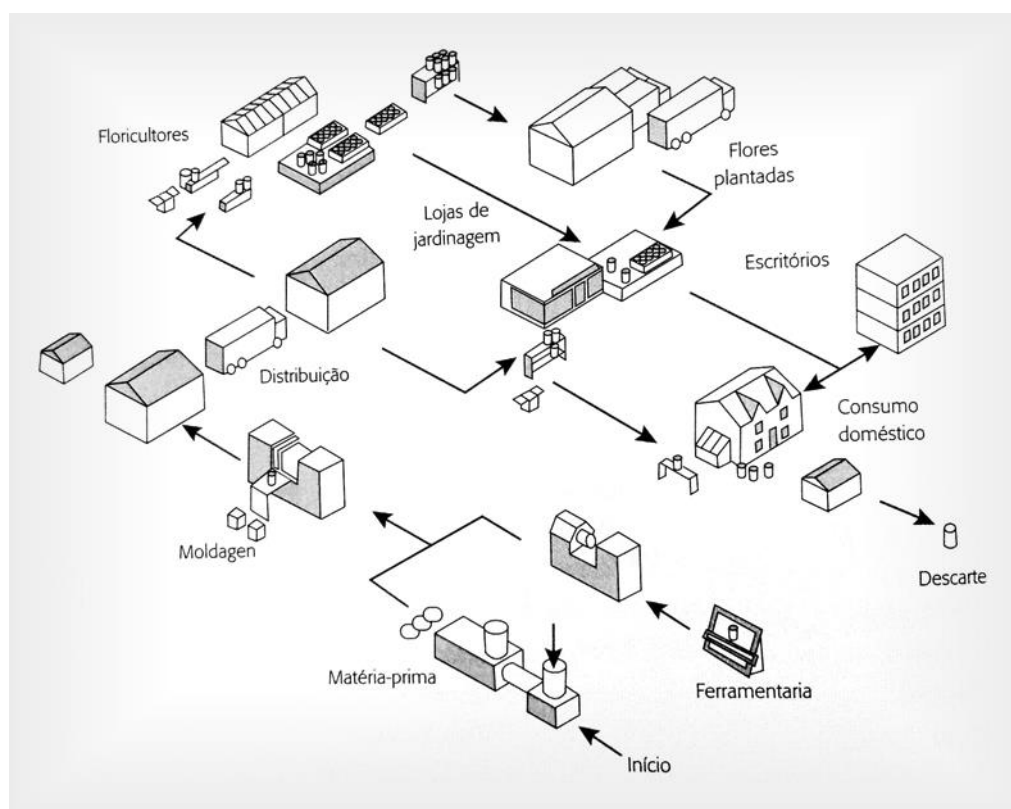 Floricultores
Flores
plantadas
Lojas de
jardinagem
Escritórios
Distribuição
Consumo
doméstico
Moldagen
Descarte
Matéria-prima
Ferramentaria
Início